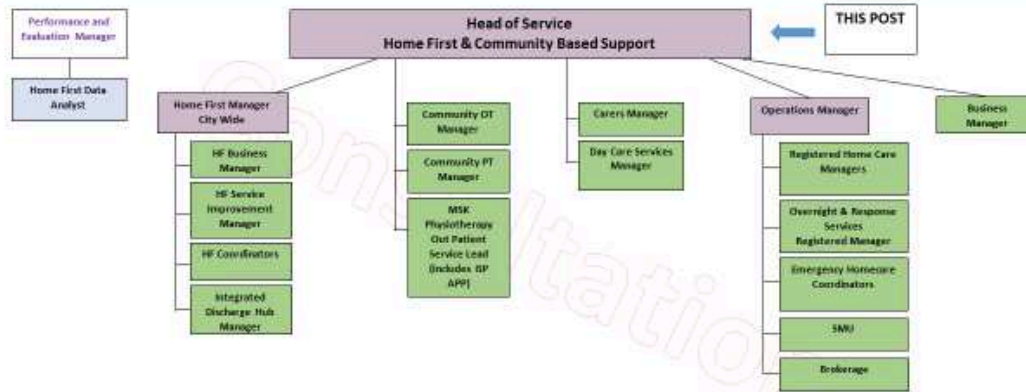 Performance and
Evaluation Manager
Home First Data
Analyst
Head of Service
Home First & Community Based Support
THIS POST
Home First Manager
City Wide
HF Business
Manager
HF Service
Improvement
Manager
HF Coordinators
Integrated
Discharge Hub
Manager
Community OT
Manager
Community PT
Manager
MSK
Physiotherapy
Out Patient
Service Lead
(Includes GP
APP)
Carers Manager
Day Care Services
Manager
Operations Manager
Registered Home Care
Managers
Overnight & Response
Services
Registered Manager
Emergency Homecare
Coordinators
SMU
Brokerage
Business
Manager
Consultation